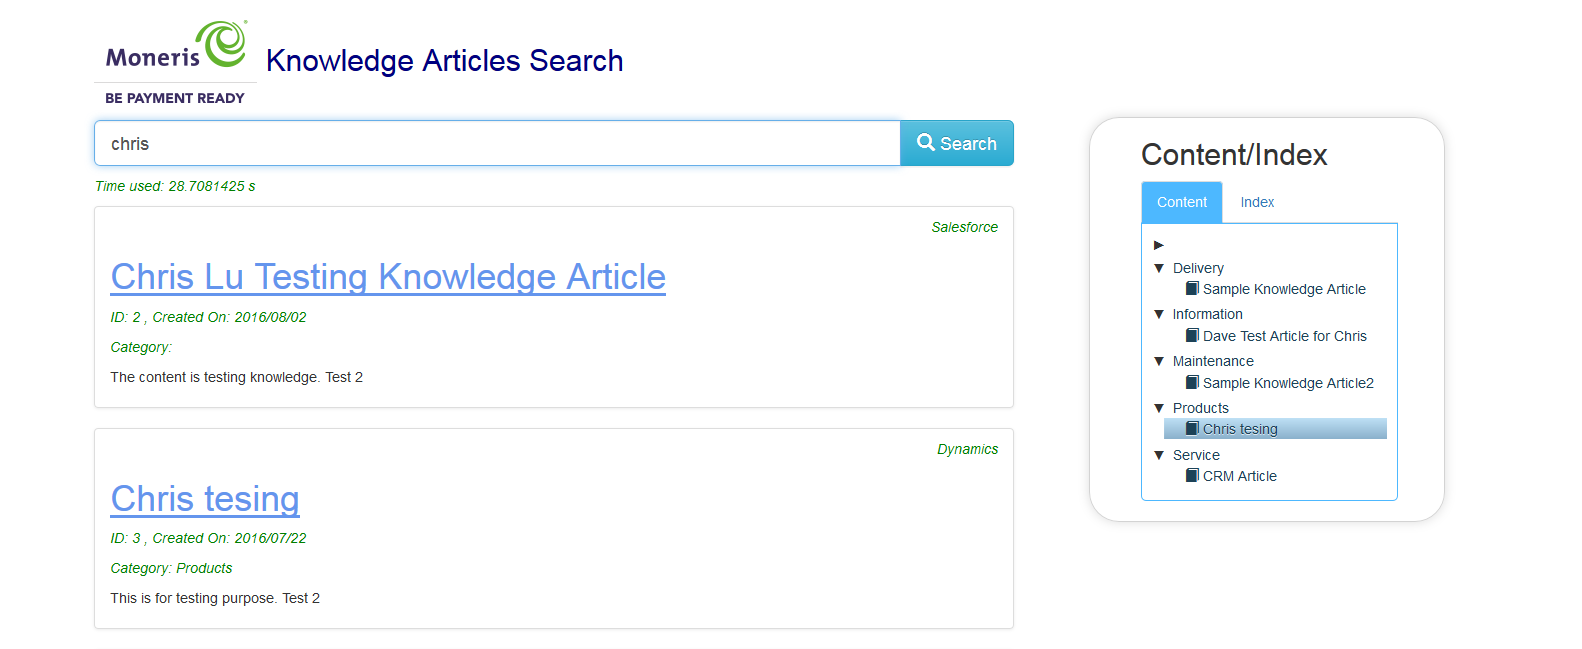 Moneris
Knowledge Articles Search
BE PAYMENT READY
chris
Search
Time used: 28.7081425 s
Salesforce
Chris Lu Testing Knowledge Article
ID: 2 , Created On: 2016/08/02
Category:
The content is testing knowledge. Test 2
Dynamics
Chris tesing
ID: 3 , Created On: 2016/07/22
Category: Products
This is for testing purpose. Test 2
Content/Index
Content Index
Delivery
Sample Knowledge Article
Information
Dave Test Article for Chris
Maintenance
Sample Knowledge Article2
Products
Chris tesing
Service
CRM Article